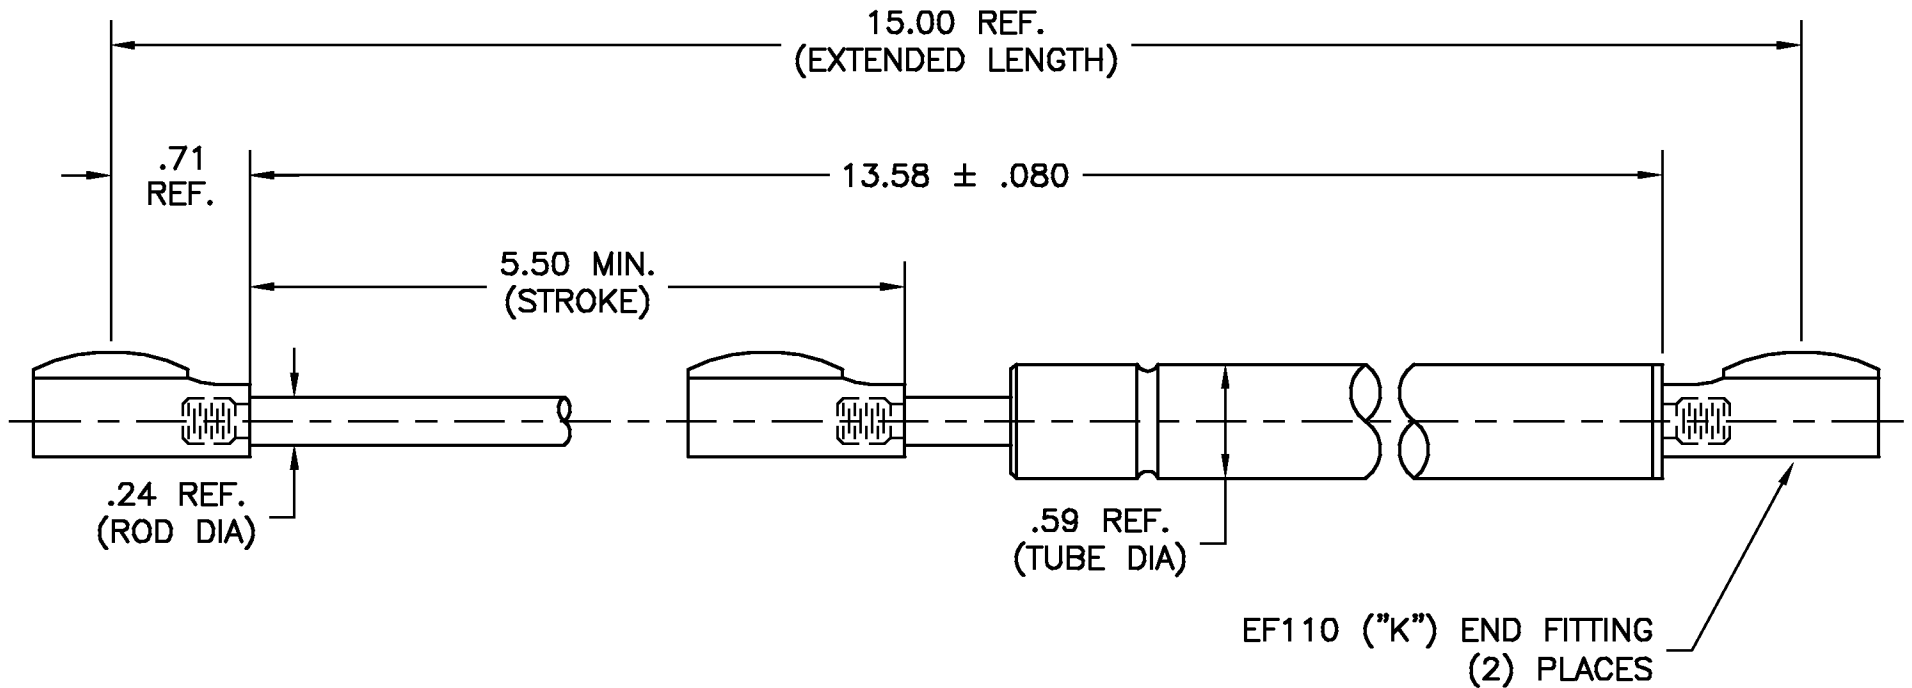 15.00 REF.
(EXTENDED LENGTH)
.71
REF.
13.58 ± .080
5.50 MIN.
(STROKE)
.24 REF.
(ROD DIA)
.59 REF.
(TUBE DIA)
EF110 (”K”) END FITTING
(2) PLACES